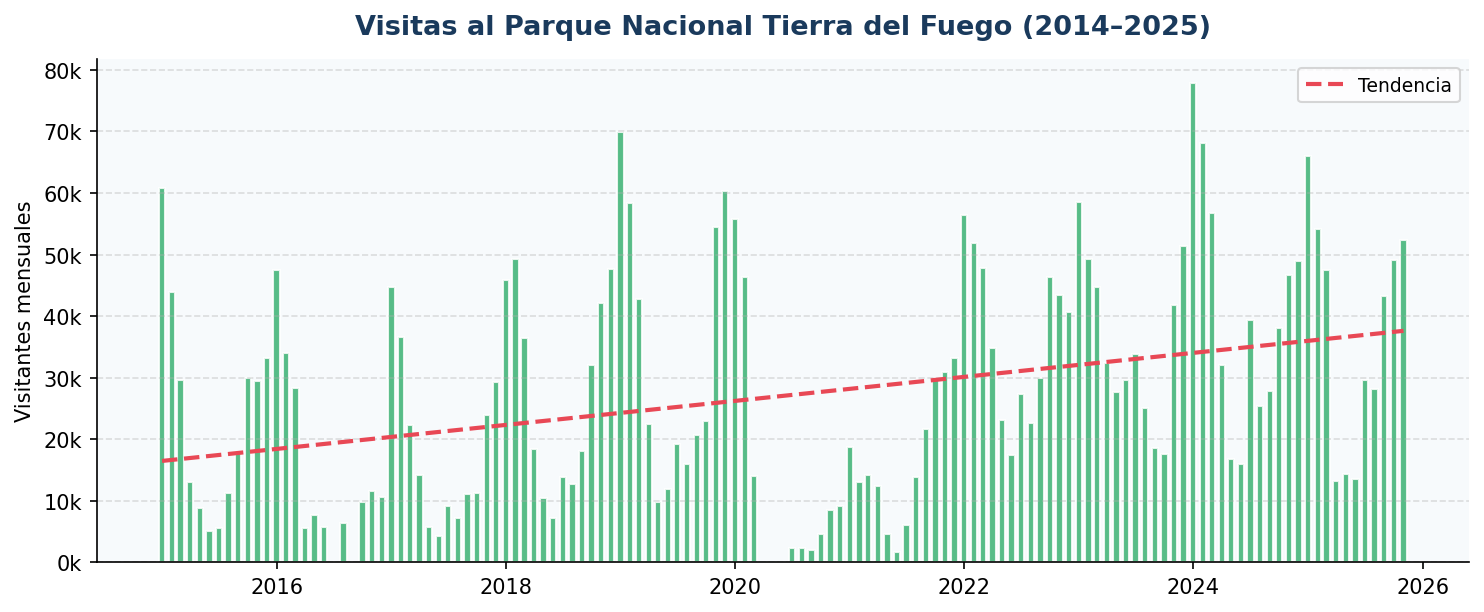 Visitas al Parque Nacional Tierra del Fuego (2014–2025)
Tendencia
Visitantes mensuales
80k
70k
60k
50k
40k
30k
20k
10k
0k
2016 2018 2020 2022 2024 2026